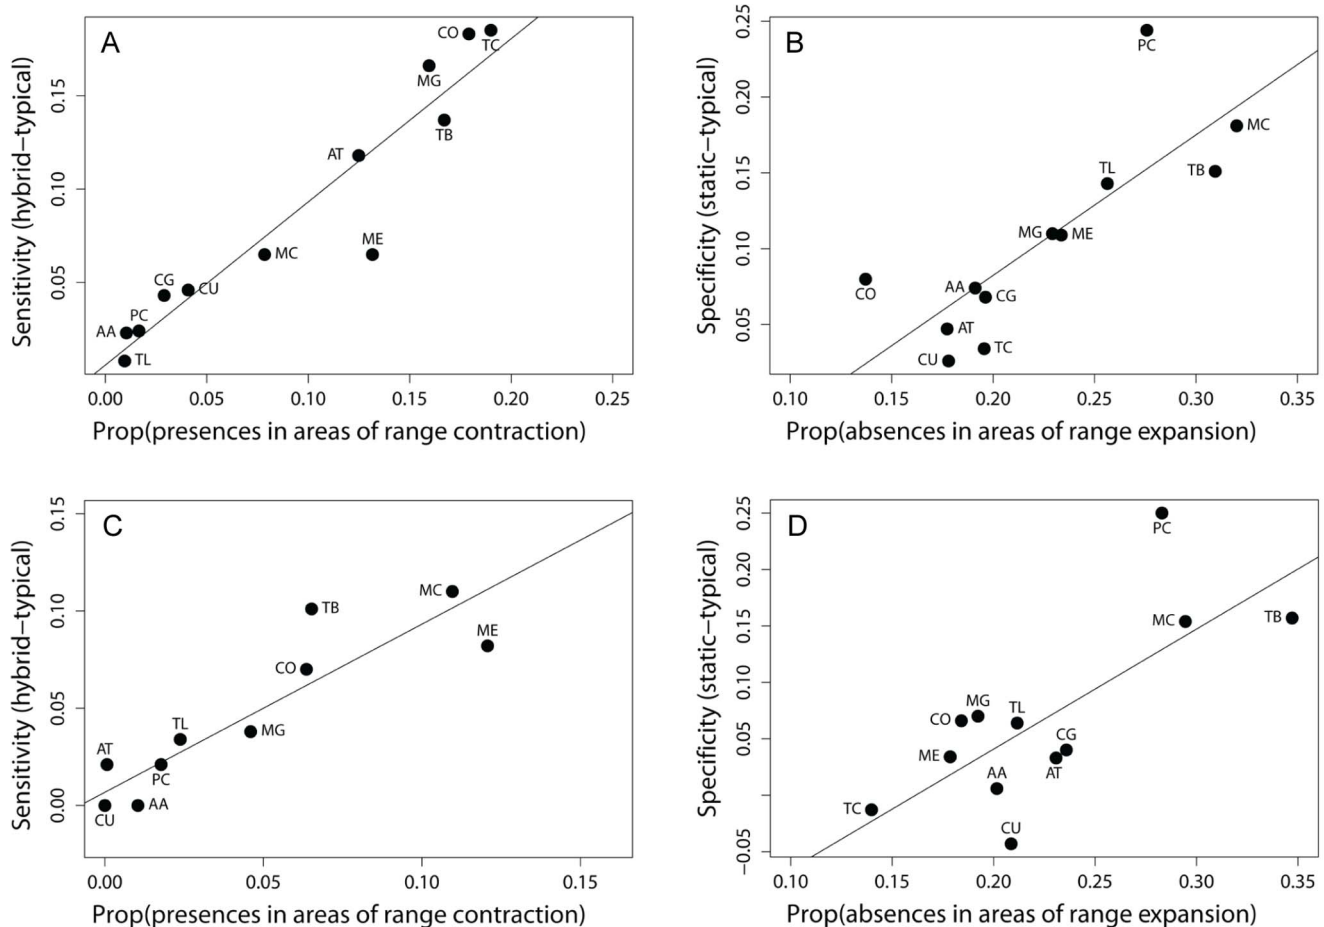 A
Sensitivity (hybrid−typical)
0.15
0.10
0.05
CO
TC
MG
TB
AT
ME
MC
CG
CU
PC
AA
TL
0.00 0.05 0.10 0.15 0.20 0.25
Prop(presences in areas of range contraction)
B
Specificity (static−typical)
0.25
0.20
0.15
0.10
0.05
PC
MC
TL
TB
MG
ME
CO
AA
CG
AT
TC
CU
0.10 0.15 0.20 0.25 0.30 0.35
Prop(absences in areas of range expansion)
C
Sensitivity (hybrid−typical)
0.15
0.10
0.05
0.00
MC
TB
ME
CO
TL
MG
AT
PC
CU
AA
0.00 0.05 0.10 0.15
Prop(presences in areas of range contraction)
D
Specificity (static−typical)
0.25
0.20
0.15
0.10
0.05
−0.05
PC
MC
TB
MG
CO
TL
CG
ME
AT
AA
TC
CU
0.10 0.15 0.20 0.25 0.30 0.35
Prop(absences in areas of range expansion)